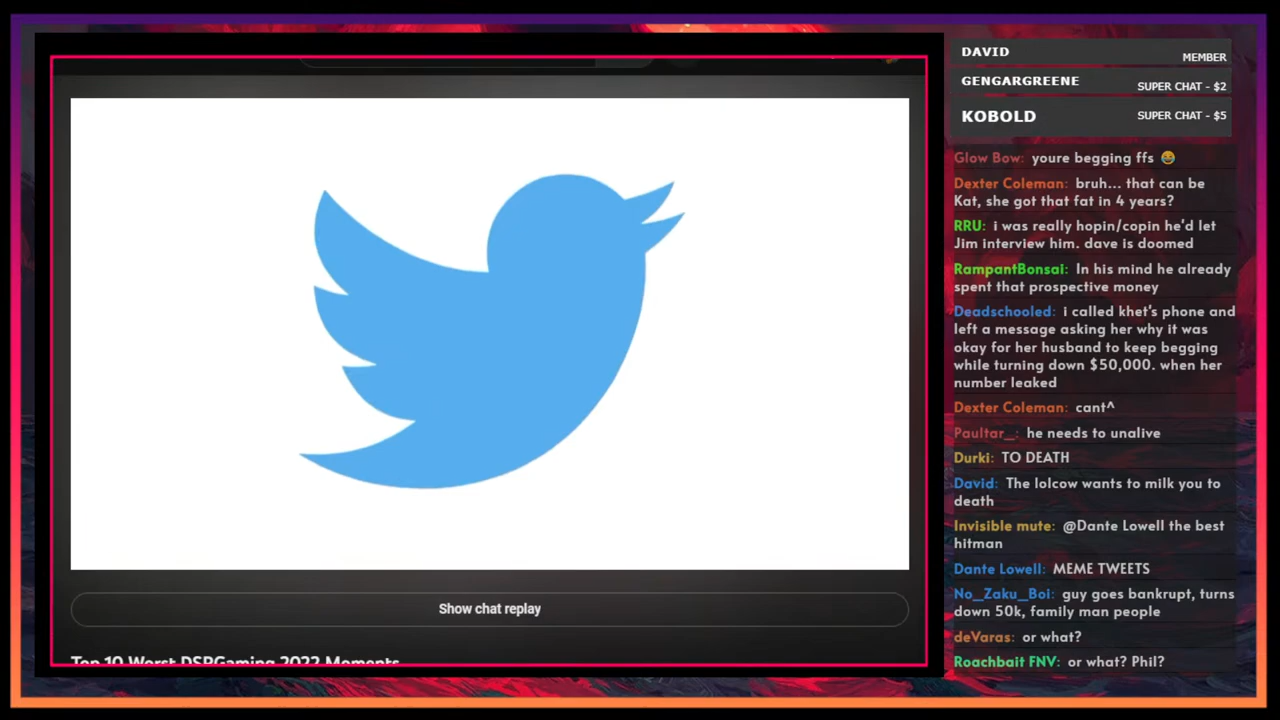 Show chat replay
Top 10 Worst DSPGaming 2022 Moments
DAVID
MEMBER
GENGARGREENE
SUPER CHAT - $2
KOBOLD
SUPER CHAT - $5
Glow Bow: youre begging ffs 😂
Dexter Coleman: bruh... that can be
Kat, she got that fat in 4 years?
RRU: i was really hopin/copin he'd let
Jim interview him. dave is doomed
RampantBonsai: In his mind he already
spent that prospective money
Deadschooled: i called khet's phone and
left a message asking her why it was
okay for her husband to keep begging
while turning down $50,000. when her
number leaked
Dexter Coleman: cant^
Paultar_: he needs to unalive
Durki: TO DEATH
David: The lolcow wants to milk you to
death
Invisible mute: @Dante Lowell the best
hitman
Dante Lowell: MEME TWEETS
No_Zaku_Boi: guy goes bankrupt, turns
down 50k, family man people
deVaras: or what?
Roachbait FNV: or what? Phil?